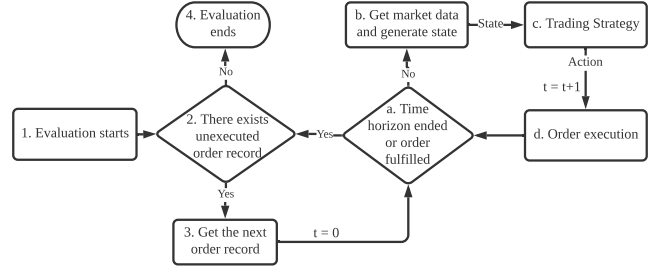 4. Evaluation
ends
b. Get market data
and generate state
State
c. Trading Strategy
No
No
Action
t = t+1
1. Evaluation starts
2. There exists
unexecuted
order record
Yes
a. Time
horizon ended
or order
fulfilled
d. Order execution
Yes
3. Get the next
order record
t = 0